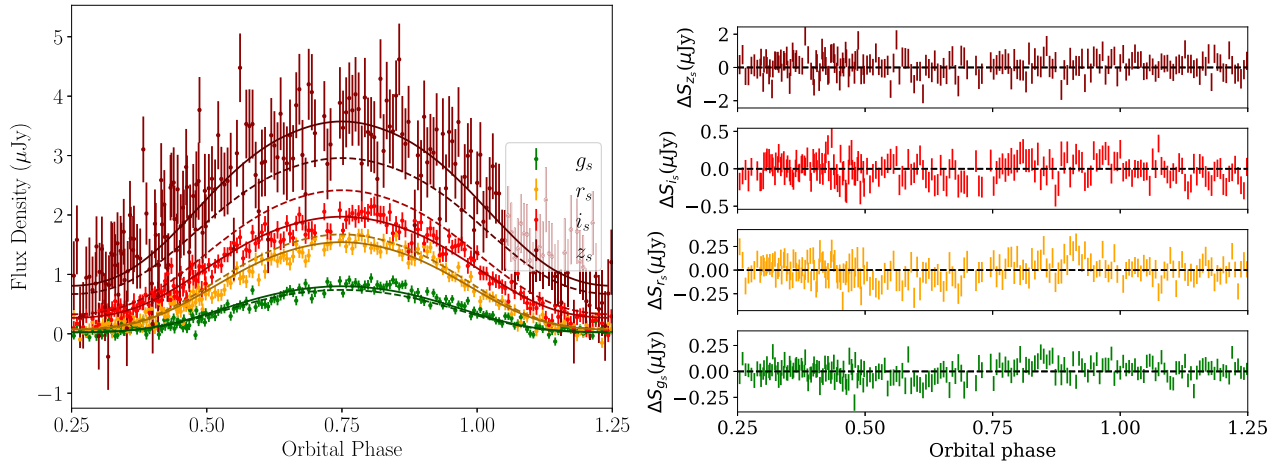 Flux Density (μJy)
5
4
3
2
1
0
−1
g_s
r_s
i_s
z_s
0.25
0.50
0.75
1.00
1.25
Orbital Phase
ΔS_{z_s}(μJy)
2
0
−2
ΔS_{i_s}(μJy)
0.5
0.0
−0.5
ΔS_{r_s}(μJy)
0.25
0.00
−0.25
ΔS_{g_s}(μJy)
0.25
0.00
−0.25
0.25
0.50
0.75
1.00
1.25
Orbital phase